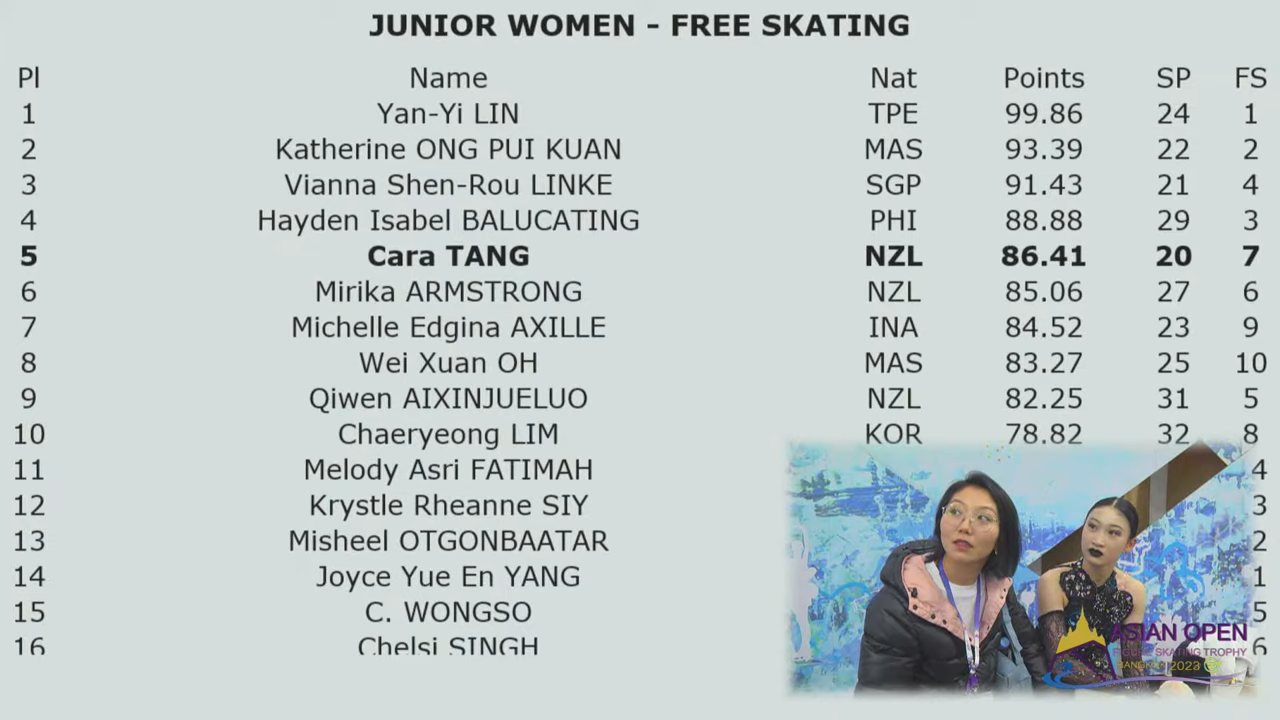 JUNIOR WOMEN - FREE SKATING
Pl Name Nat Points SP FS
1 Yan-Yi LIN TPE 99.86 24 1
2 Katherine ONG PUI KUAN MAS 93.39 22 2
3 Vianna Shen-Rou LINKE SGP 91.43 21 4
4 Hayden Isabel BALUCATING PHI 88.88 29 3
5 Cara TANG NZL 86.41 20 7
6 Mirika ARMSTRONG NZL 85.06 27 6
7 Michelle Edgina AXILLE INA 84.52 23 9
8 Wei Xuan OH MAS 83.27 25 10
9 Qiwen AIXINJUELUO NZL 82.25 31 5
10 Chaeryeong LIM KOR 78.82 32 8
11 Melody Asri FATIMAH 4
12 Krystle Rheanne SIY 3
13 Misheel OTGONBAATAR 2
14 Joyce Yue En YANG 1
15 C. WONGSO 5
16 Chelsi SINGH 6
ASIAN OPEN
FIGURE SKATING TROPHY
BANGKOK 2023